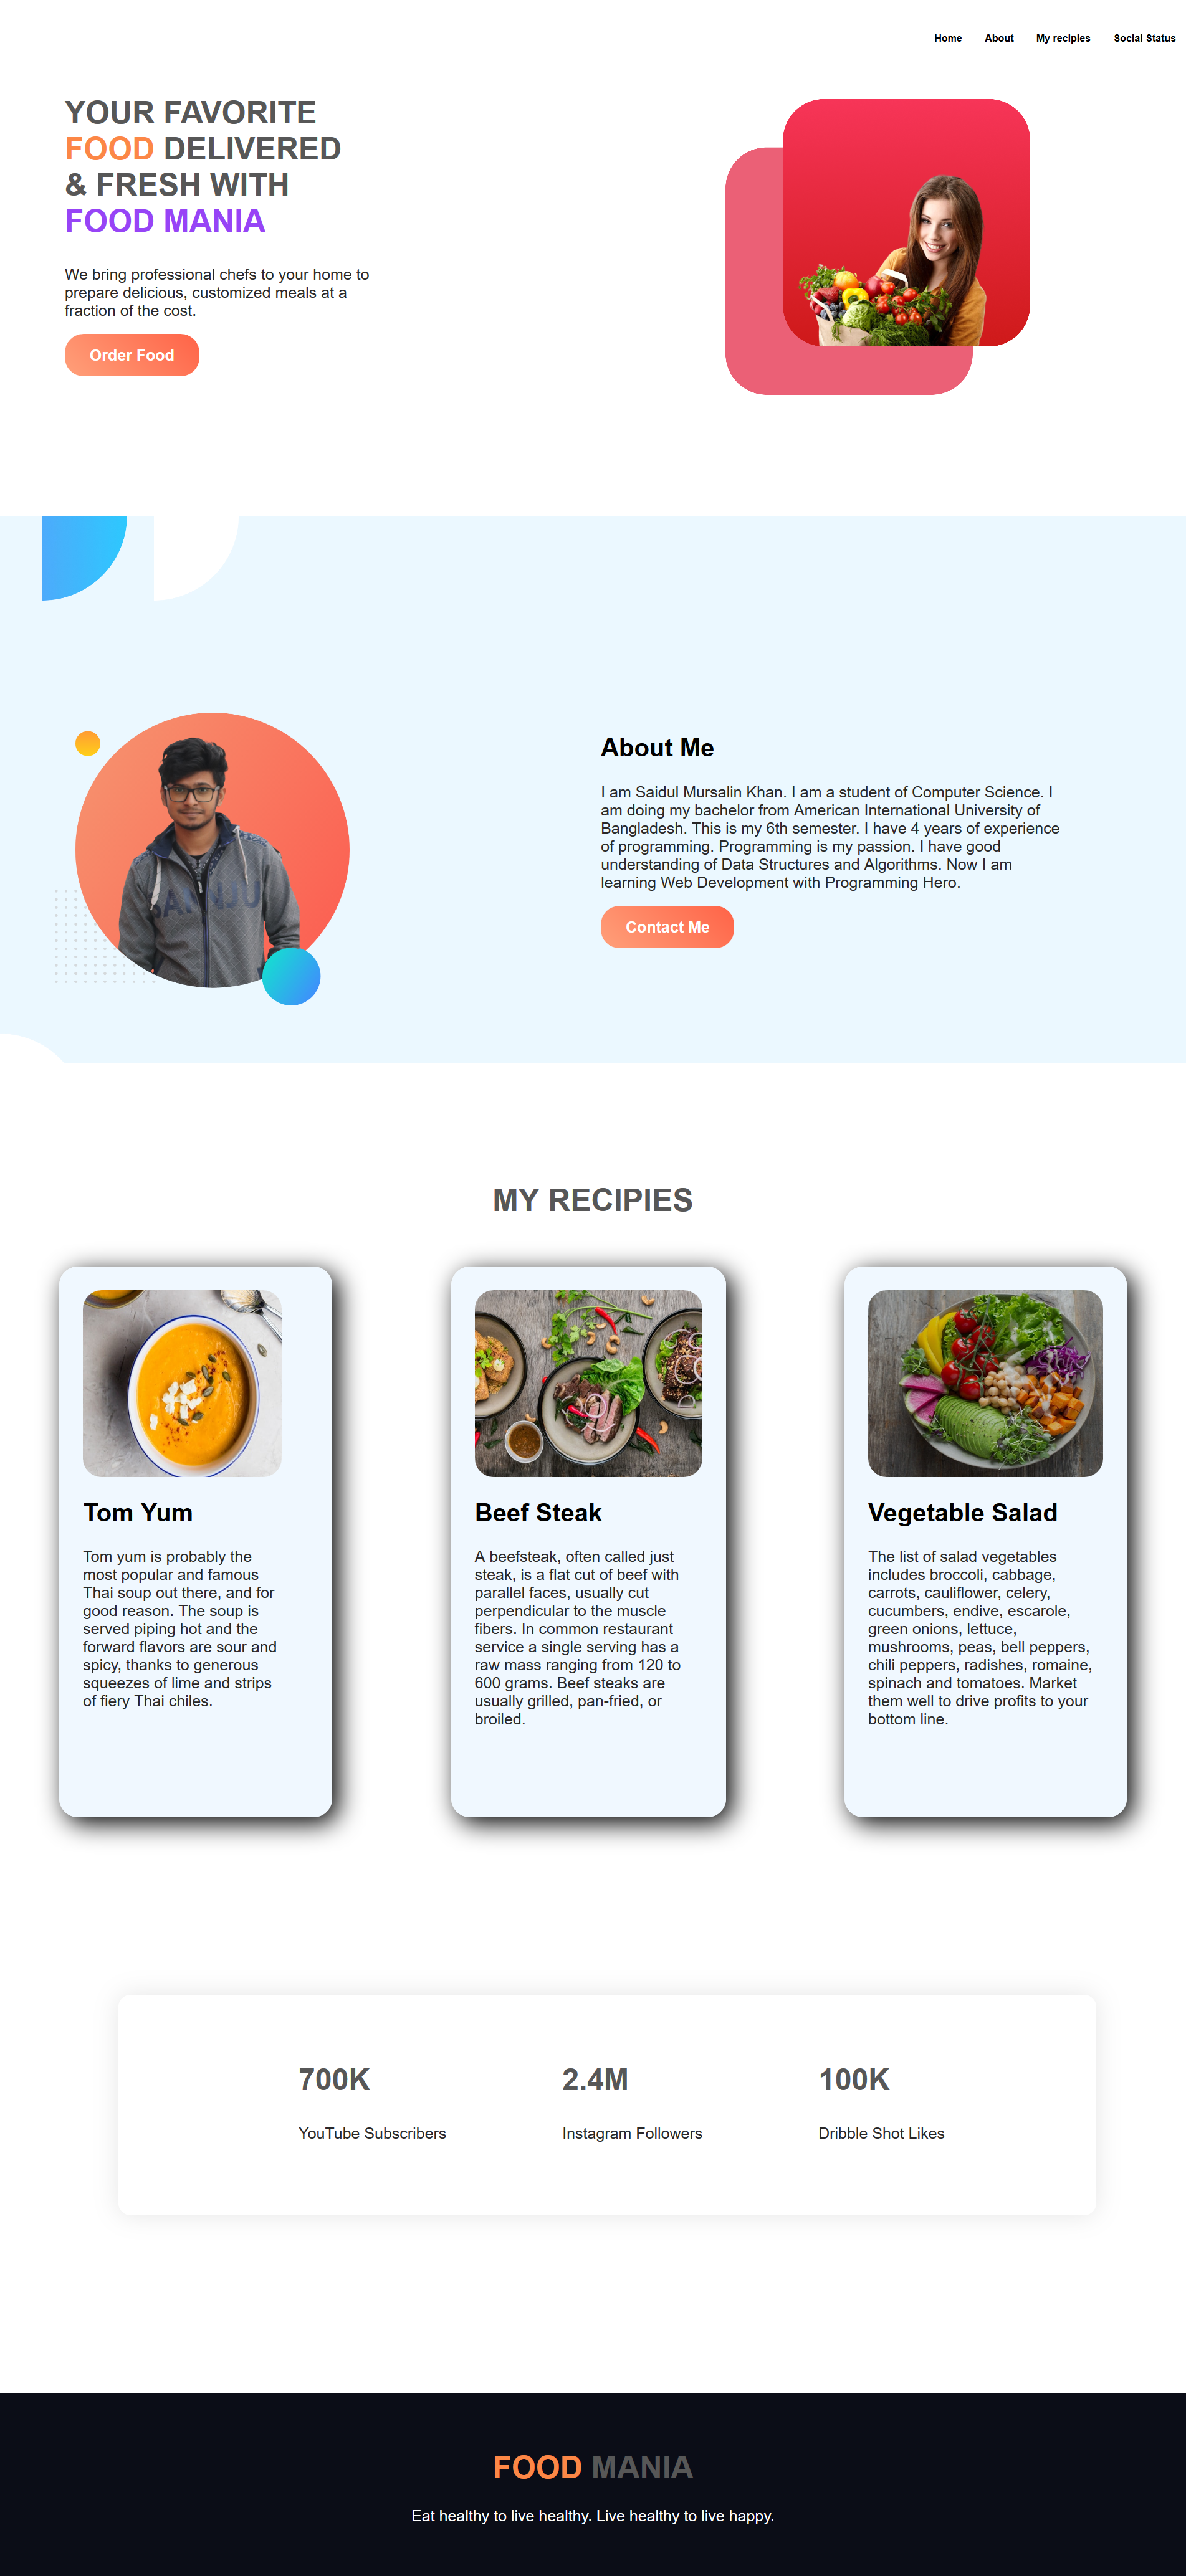 Home About My recipies Social Status
YOUR FAVORITE
FOOD DELIVERED
& FRESH WITH
FOOD MANIA
We bring professional chefs to your home to
prepare delicious, customized meals at a
fraction of the cost.
Order Food
About Me
I am Saidul Mursalin Khan. I am a student of Computer Science. I
am doing my bachelor from American International University of
Bangladesh. This is my 6th semester. I have 4 years of experience
of programming. Programming is my passion. I have good
understanding of Data Structures and Algorithms. Now I am
learning Web Development with Programming Hero.
Contact Me
MY RECIPIES
Tom Yum
Tom yum is probably the
most popular and famous
Thai soup out there, and for
good reason. The soup is
served piping hot and the
forward flavors are sour and
spicy, thanks to generous
squeezes of lime and strips
of fiery Thai chiles.
Beef Steak
A beefsteak, often called just
steak, is a flat cut of beef with
parallel faces, usually cut
perpendicular to the muscle
fibers. In common restaurant
service a single serving has a
raw mass ranging from 120 to
600 grams. Beef steaks are
usually grilled, pan-fried, or
broiled.
Vegetable Salad
The list of salad vegetables
includes broccoli, cabbage,
carrots, cauliflower, celery,
cucumbers, endive, escarole,
green onions, lettuce,
mushrooms, peas, bell peppers,
chili peppers, radishes, romaine,
spinach and tomatoes. Market
them well to drive profits to your
bottom line.
700K
YouTube Subscribers
2.4M
Instagram Followers
100K
Dribble Shot Likes
FOOD MANIA
Eat healthy to live healthy. Live healthy to live happy.